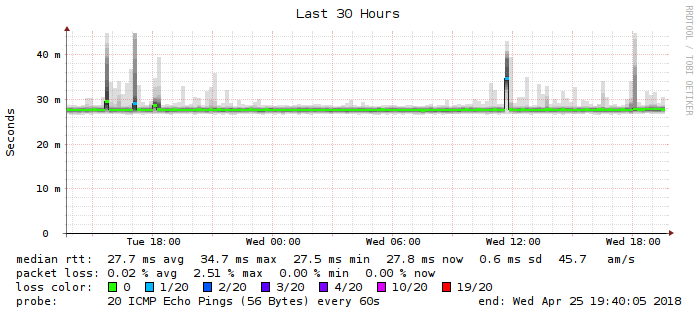 Last 30 Hours
RRDTOOL / TOBI OETIKER
Seconds
40 m
30 m
20 m
10 m
0
Tue 18:00 Wed 00:00 Wed 06:00 Wed 12:00 Wed 18:00
median rtt: 27.7 ms avg 34.7 ms max 27.5 ms min 27.8 ms now 0.6 ms sd 45.7 am/s
packet loss: 0.02 % avg 2.51 % max 0.00 % min 0.00 % now
loss color: 0 1/20 2/20 3/20 4/20 10/20 19/20
probe: 20 ICMP Echo Pings (56 Bytes) every 60s end: Wed Apr 25 19:40:05 2018